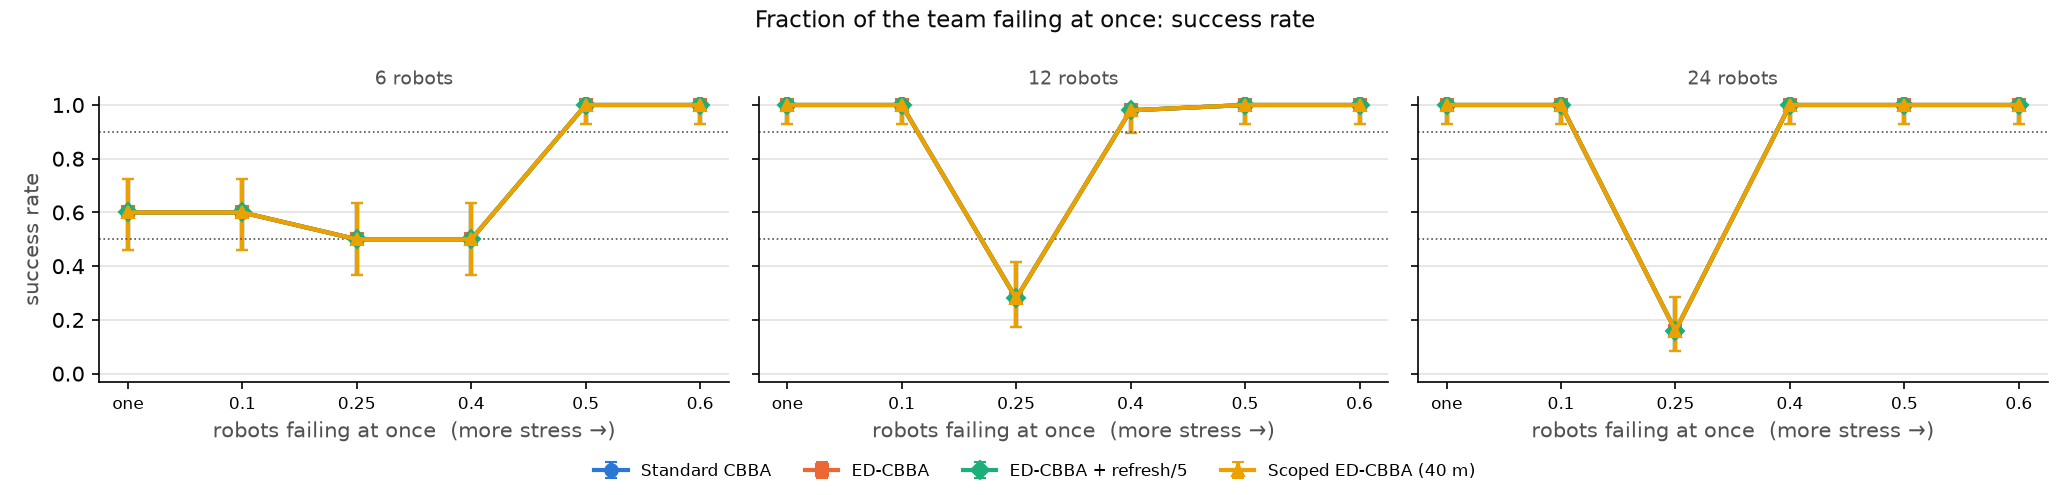 Fraction of the team failing at once: success rate
6 robots
12 robots
24 robots
success rate
1.0
0.8
0.6
0.4
0.2
0.0
one 0.1 0.25 0.4 0.5 0.6
one 0.1 0.25 0.4 0.5 0.6
one 0.1 0.25 0.4 0.5 0.6
robots failing at once (more stress →)
robots failing at once (more stress →)
robots failing at once (more stress →)
Standard CBBA
ED-CBBA
ED-CBBA + refresh/5
Scoped ED-CBBA (40 m)